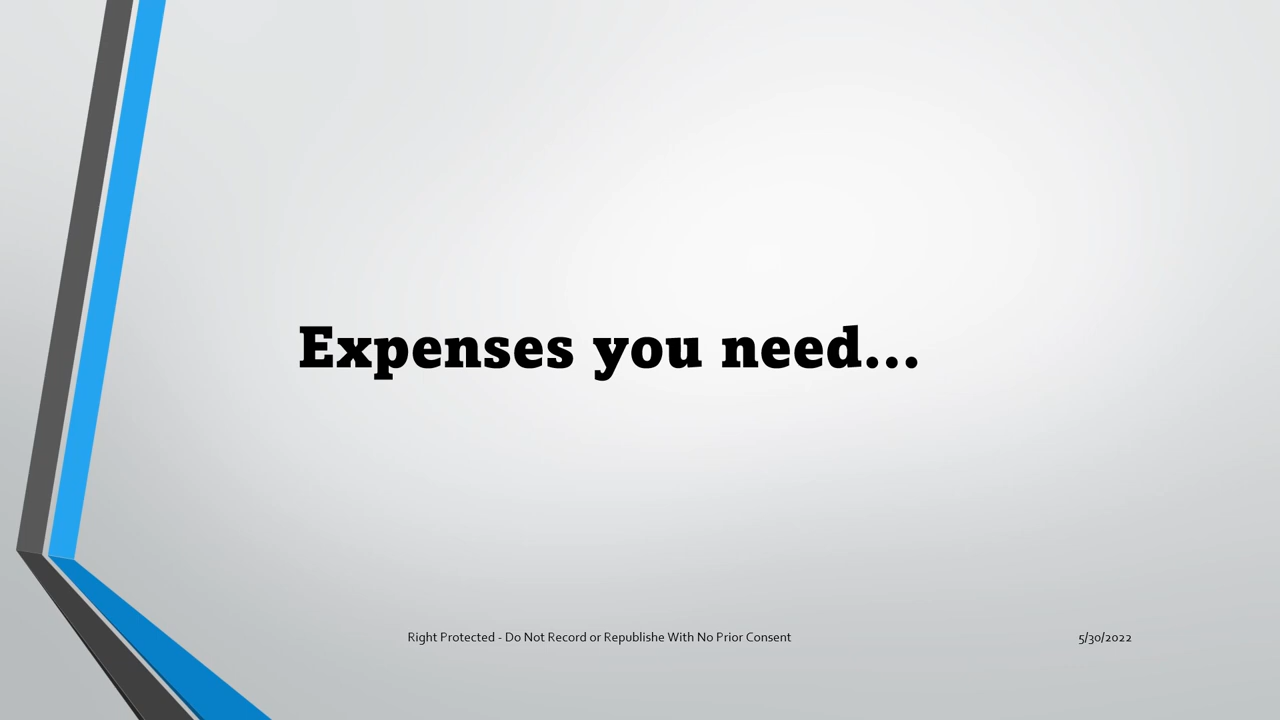 Expenses you need...
Right Protected - Do Not Record or Republishe With No Prior Consent
5/30/2022